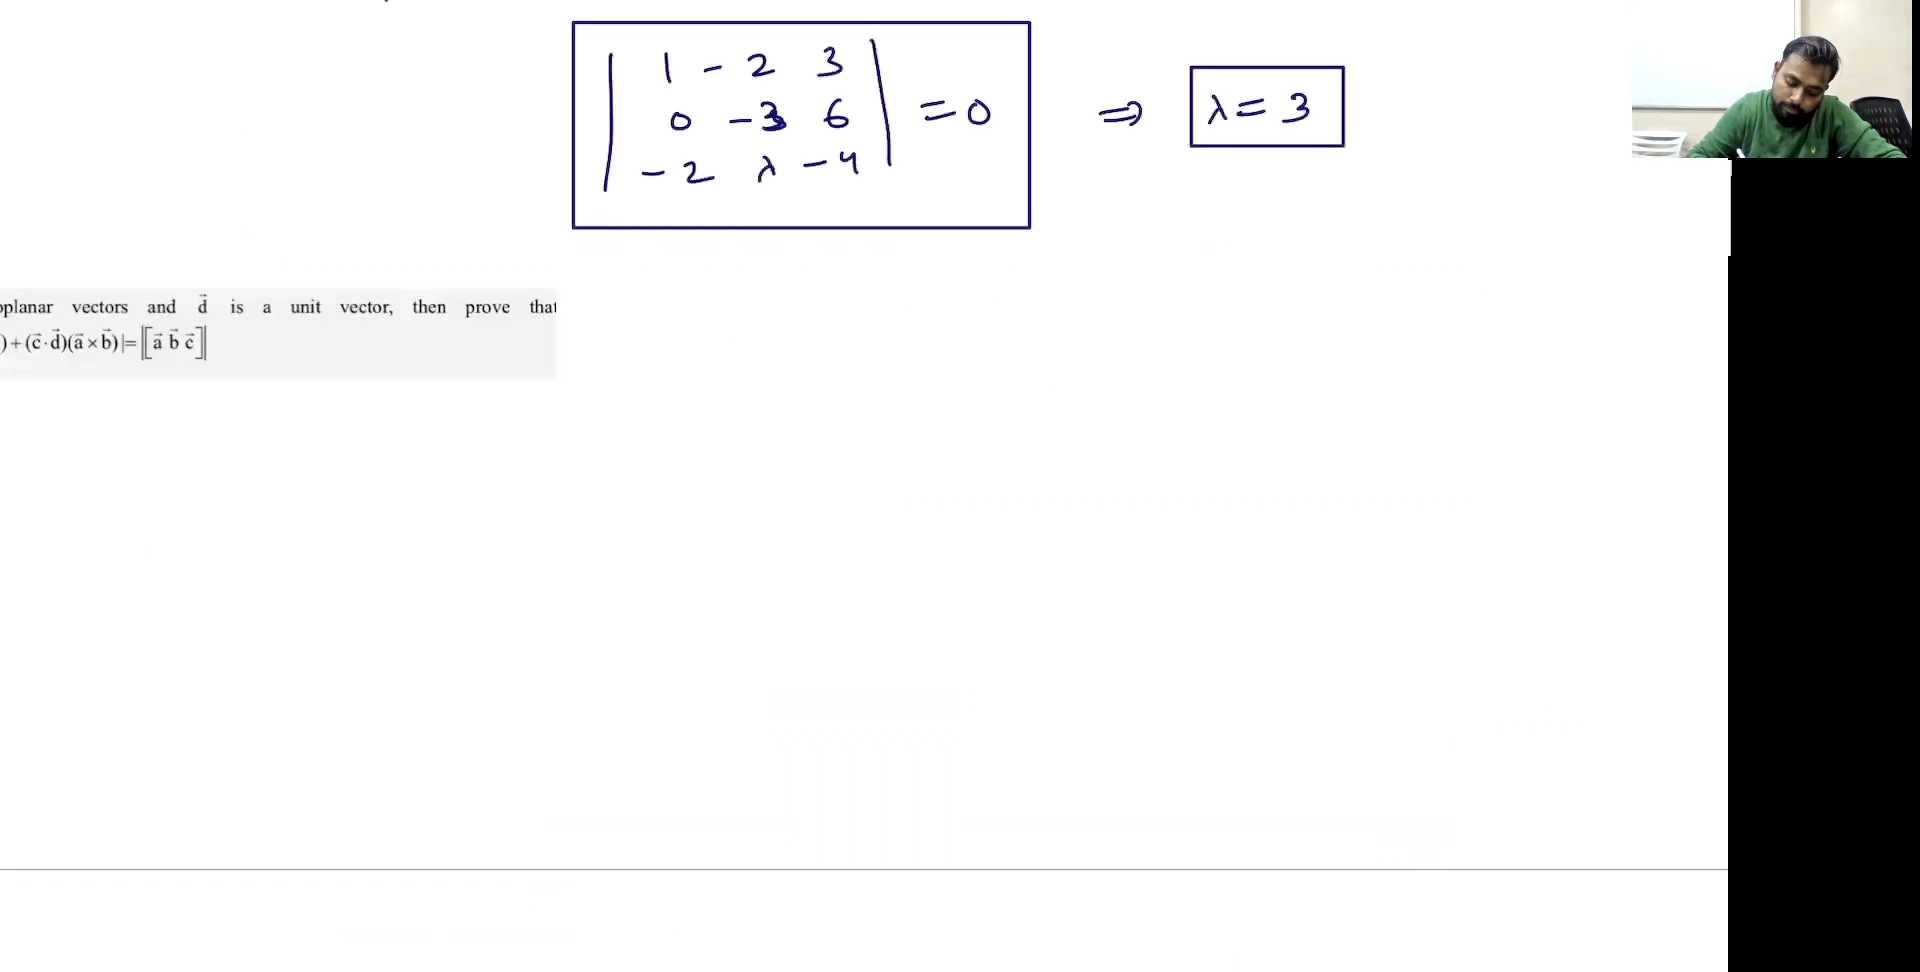 | 1 - 2 3 |
| 0 - 3 6 | = 0 ⇒ λ = 3
| - 2 λ - 4 |
planar vectors and d⃗ is a unit vector, then prove that
)+(c⃗·d⃗)(a⃗×b⃗)|=|[a⃗ b⃗ c⃗]|